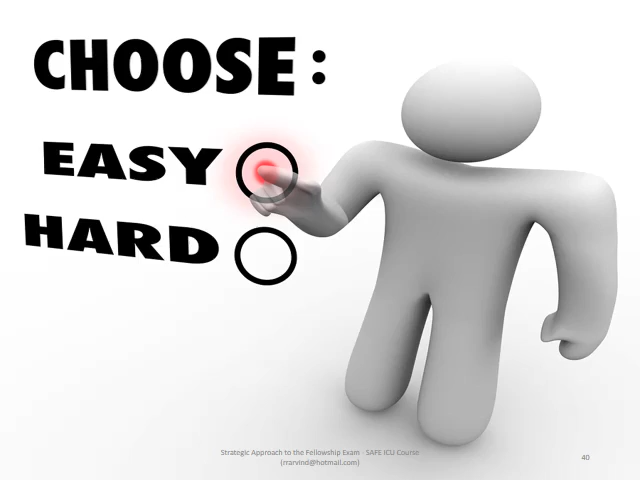 CHOOSE:
EASY
HARD
Strategic Approach to the Fellowship Exam - SAFE ICU Course
(rrarvind@hotmail.com)
40